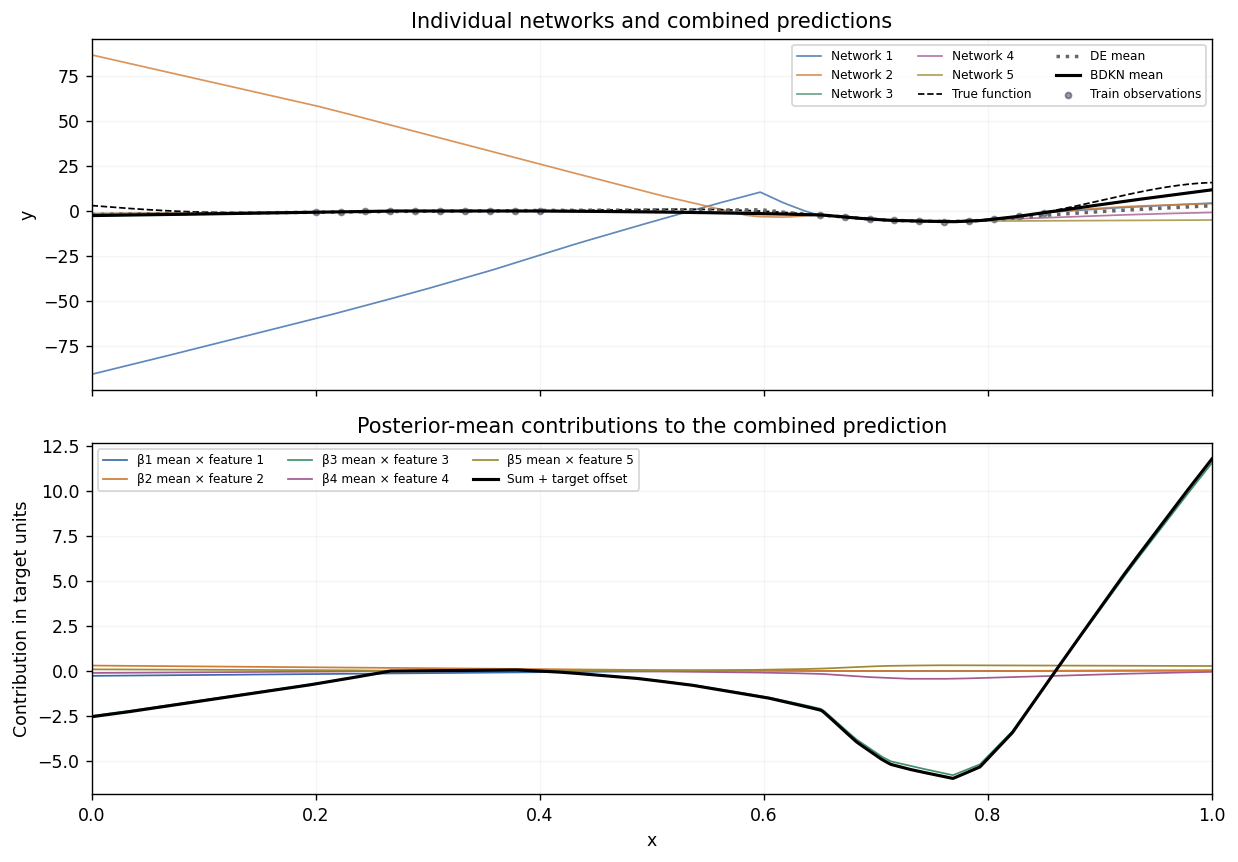 Individual networks and combined predictions
75
50
25
0
−25
−50
−75
y
Network 1 Network 4 DE mean
Network 2 Network 5 BDKN mean
Network 3 True function Train observations
Posterior-mean contributions to the combined prediction
12.5
10.0
7.5
5.0
2.5
0.0
−2.5
−5.0
Contribution in target units
β1 mean × feature 1 β3 mean × feature 3 β5 mean × feature 5
β2 mean × feature 2 β4 mean × feature 4 Sum + target offset
0.0 0.2 0.4 0.6 0.8 1.0
x